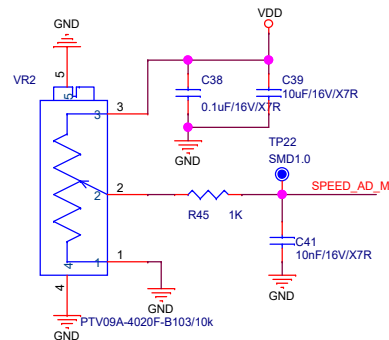 GND
VDD
5
VR2
5
3
3
C38
0.1uF/16V/X7R
C39
10uF/16V/X7R
GND
TP22
SMD1.0
2
2
SPEED_AD_M
R45 1K
C41
10nF/16V/X7R
4
1
1
4
GND
GND
GND
PTV09A-4020F-B103/10k